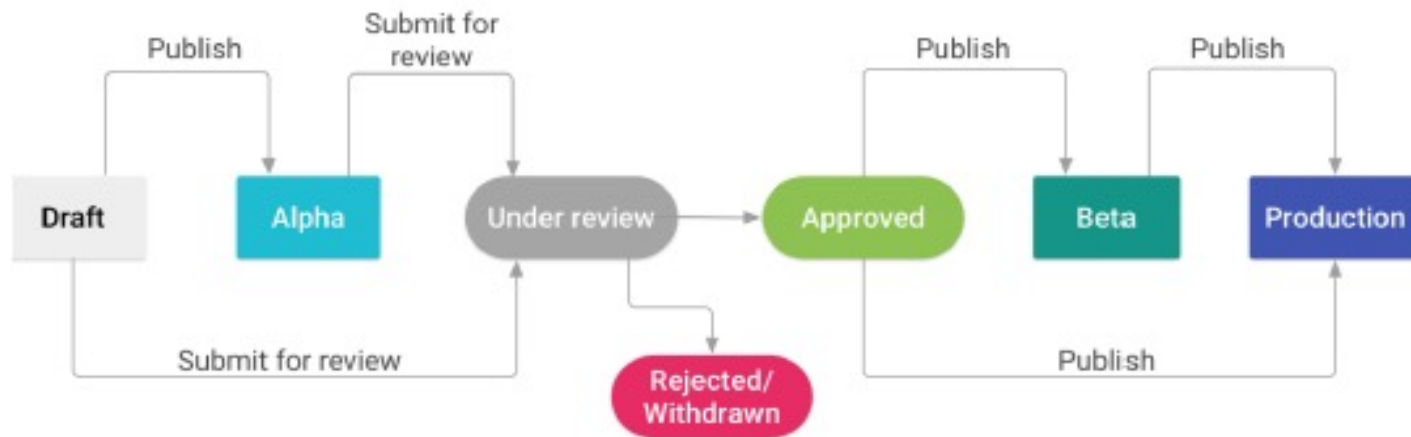 Publish
Submit for
review
Publish
Publish
Draft
Alpha
Under review
Approved
Beta
Production
Submit for review
Publish
Rejected/
Withdrawn